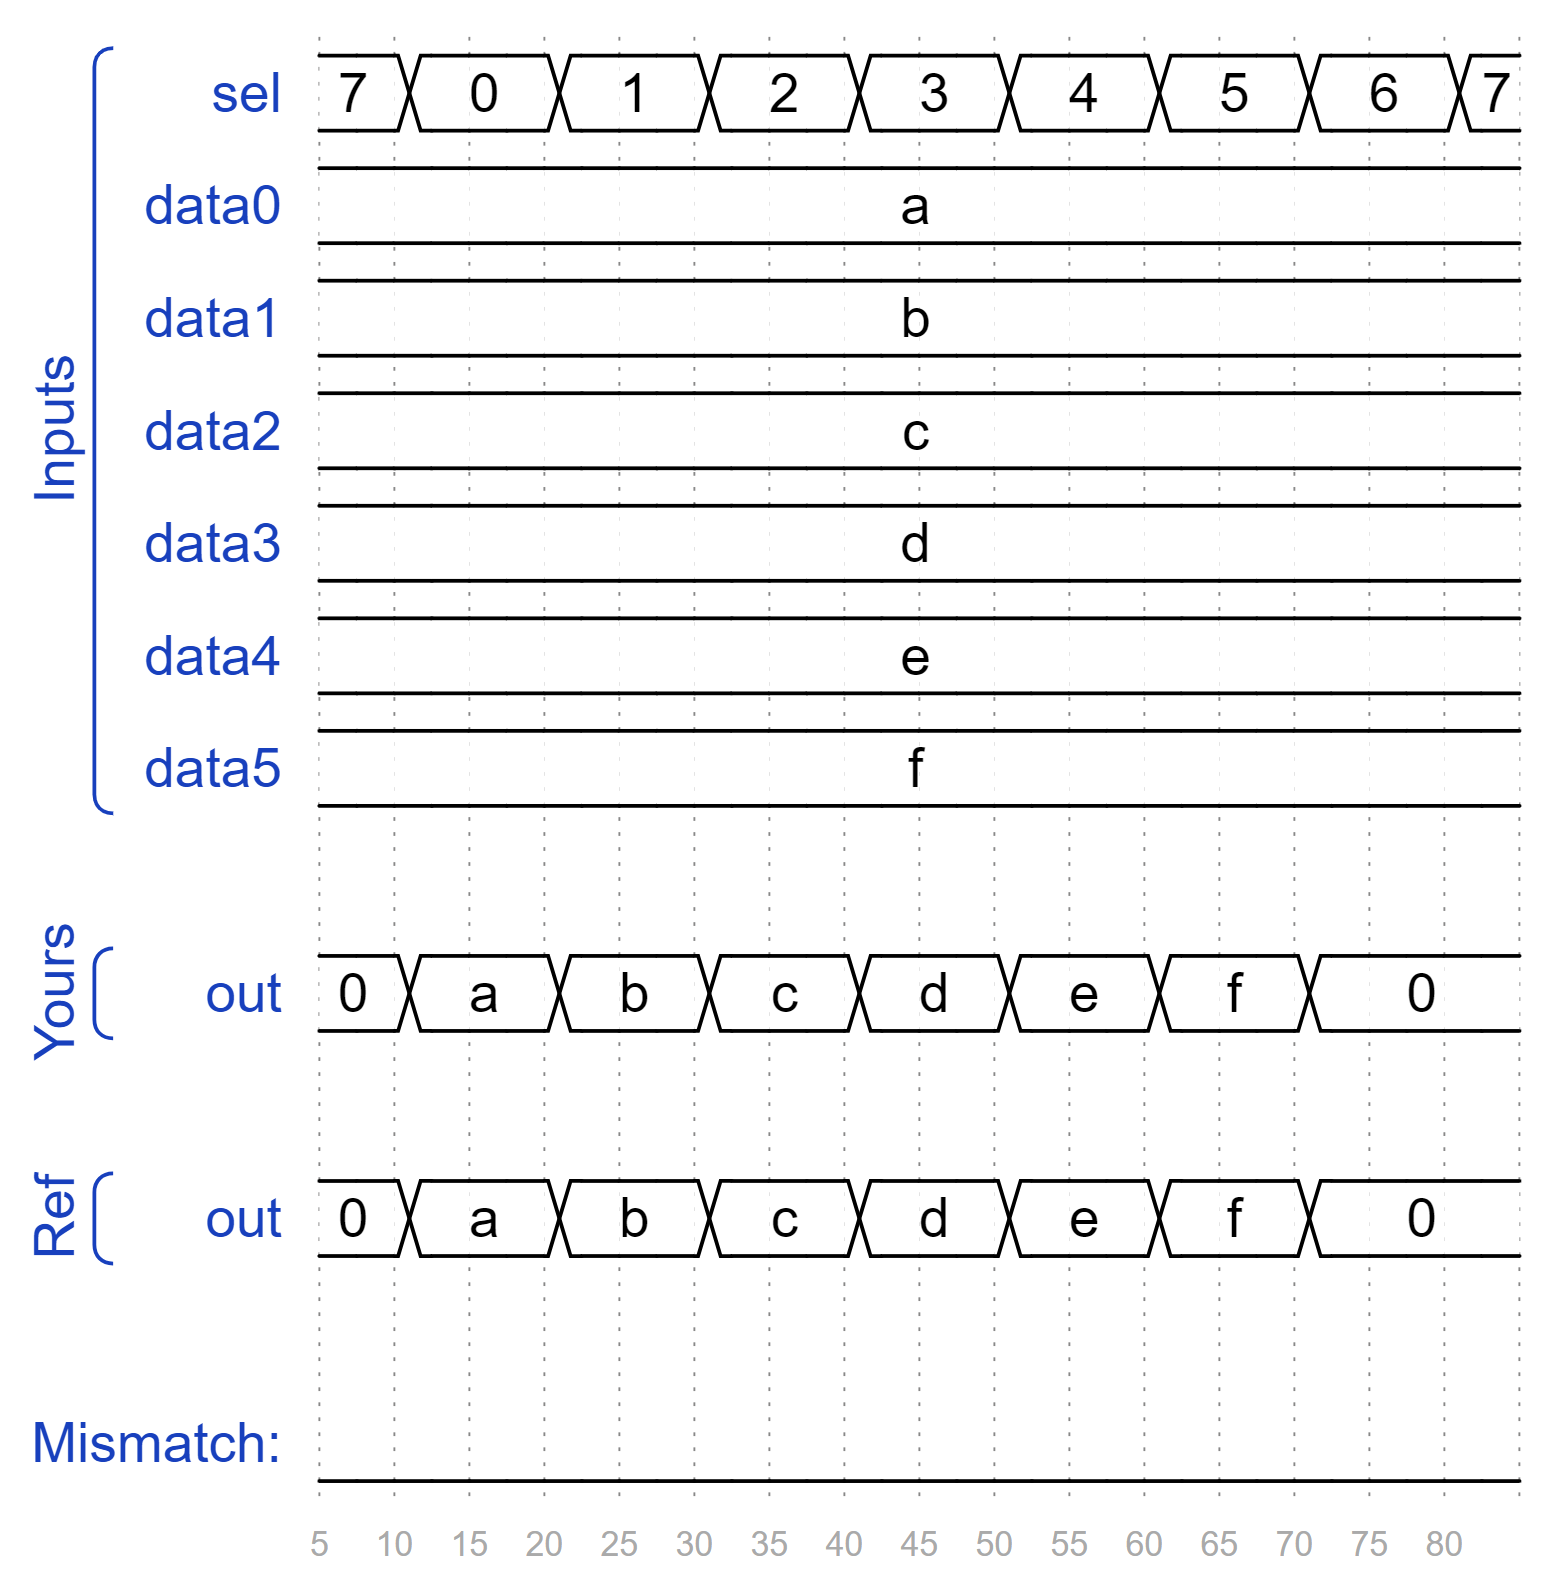 Inputs
sel 7 0 1 2 3 4 5 6 7
data0 a
data1 b
data2 c
data3 d
data4 e
data5 f
Yours
out 0 a b c d e f 0
Ref
out 0 a b c d e f 0
Mismatch:
5 10 15 20 25 30 35 40 45 50 55 60 65 70 75 80